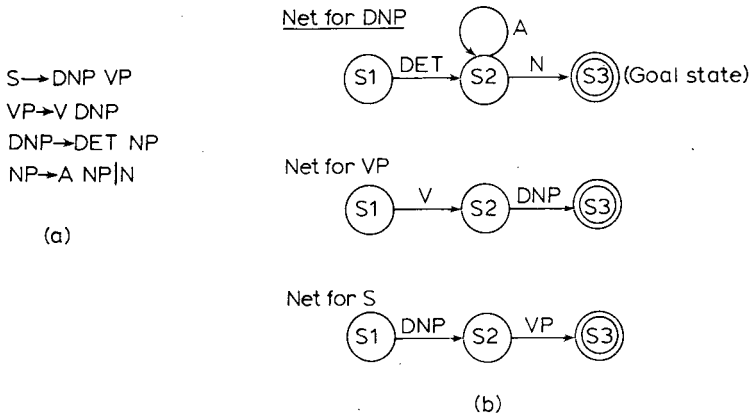 S→DNP VP
VP→V DNP
DNP→DET NP
NP→A NP|N
(a)
Net for DNP
A
S1 DET S2 N S3 (Goal state)
Net for VP
S1 V S2 DNP S3
Net for S
S1 DNP S2 VP S3
(b)